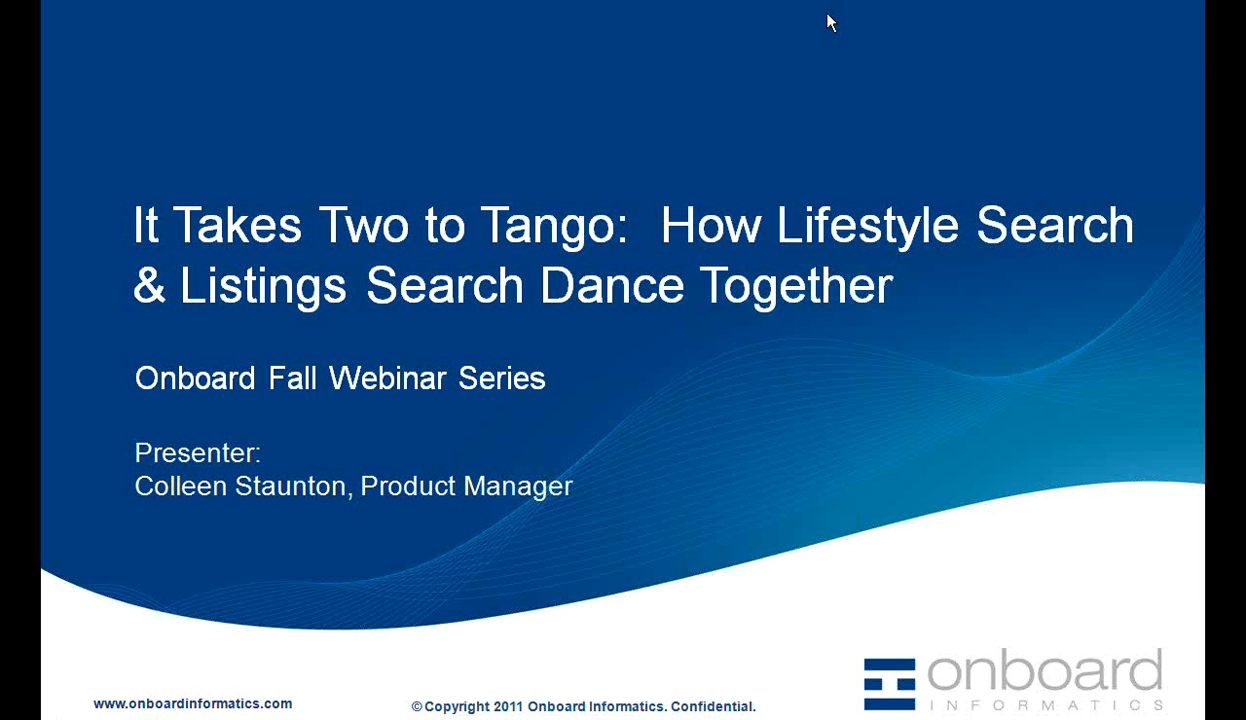 It Takes Two to Tango:  How Lifestyle Search
& Listings Search Dance Together
Onboard Fall Webinar Series
Presenter:
Colleen Staunton, Product Manager
www.onboardinformatics.com
© Copyright 2011 Onboard Informatics. Confidential.
onboard
INFORMATICS